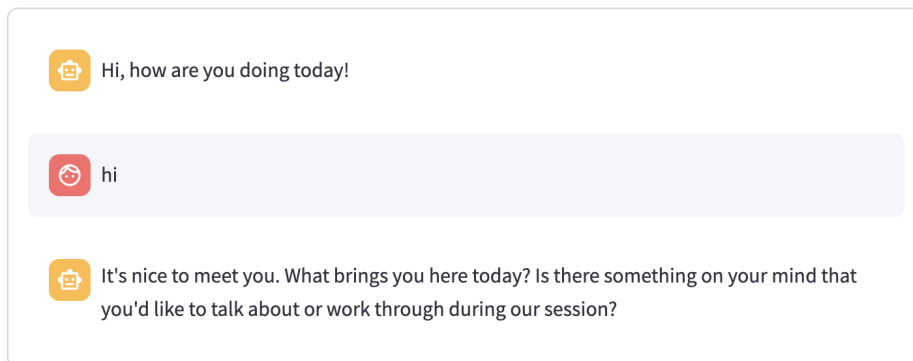 Hi, how are you doing today!
hi
It's nice to meet you. What brings you here today? Is there something on your mind that
you'd like to talk about or work through during our session?